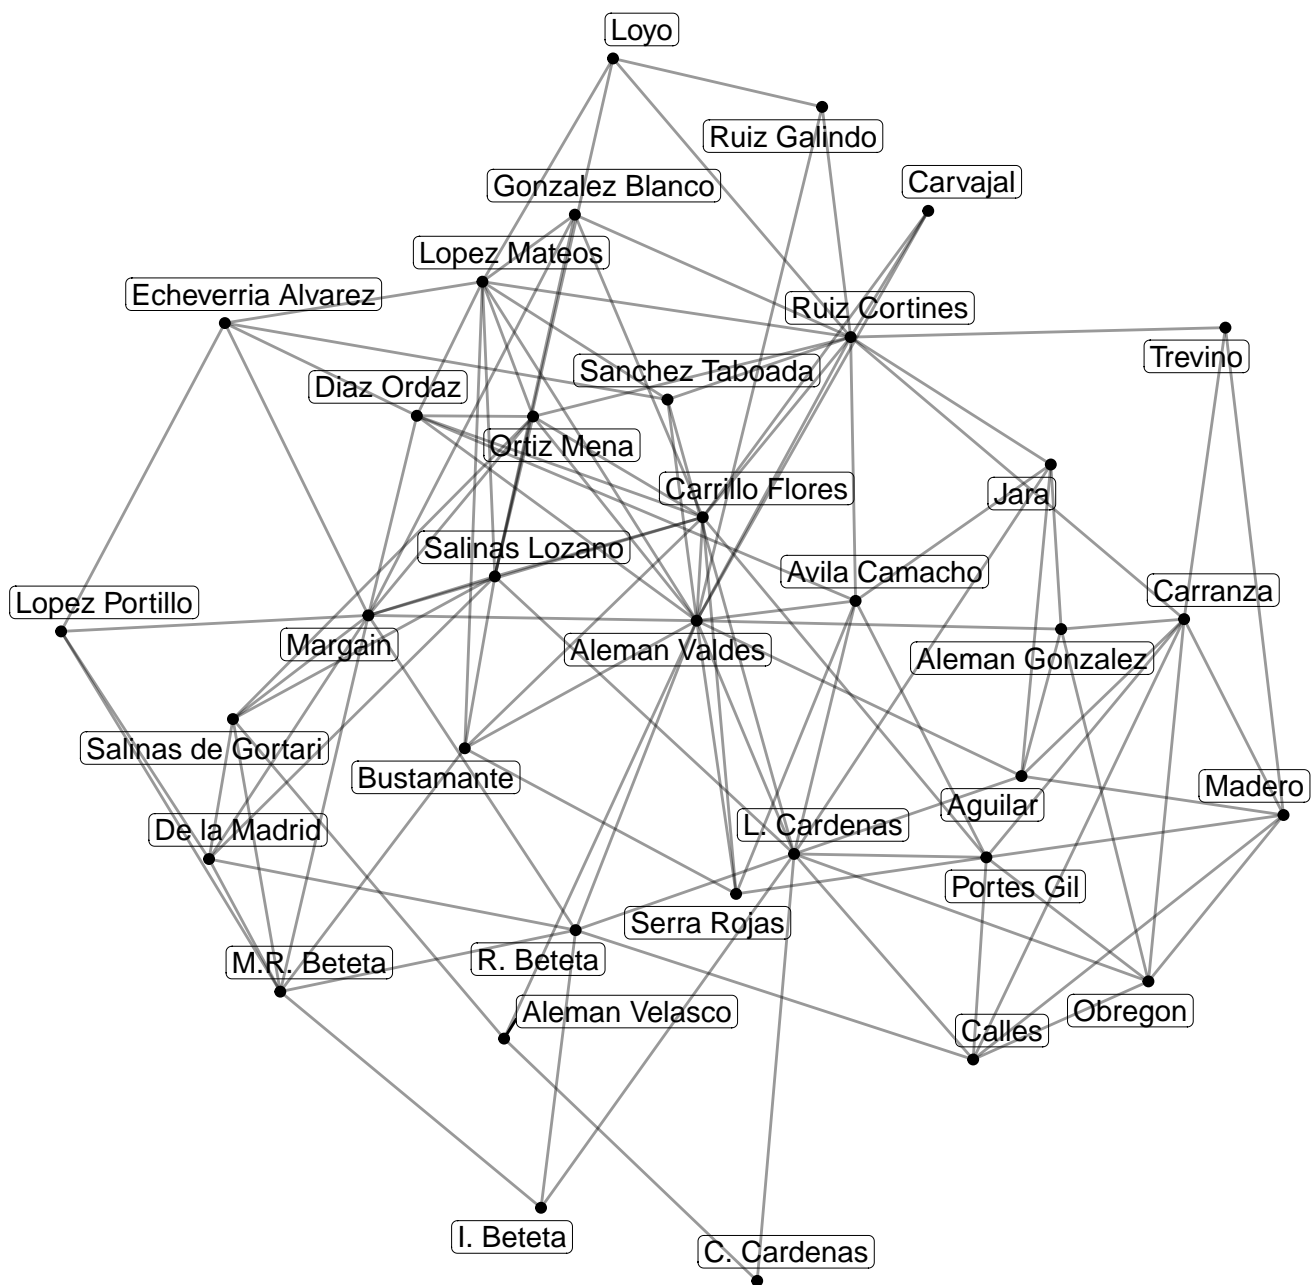 Loyo
Ruiz Galindo
Gonzalez Blanco
Carvajal
Lopez Mateos
Echeverria Alvarez
Ruiz Cortines
Trevino
Sanchez Taboada
Diaz Ordaz
Ortiz Mena
Carrillo Flores
Jara
Salinas Lozano
Avila Camacho
Carranza
Lopez Portillo
Margain
Aleman Valdes
Aleman Gonzalez
Salinas de Gortari
Bustamante
Madero
Aguilar
De la Madrid
L. Cardenas
Portes Gil
Serra Rojas
M.R. Beteta
R. Beteta
Aleman Velasco
Obregon
Calles
I. Beteta
C. Cardenas